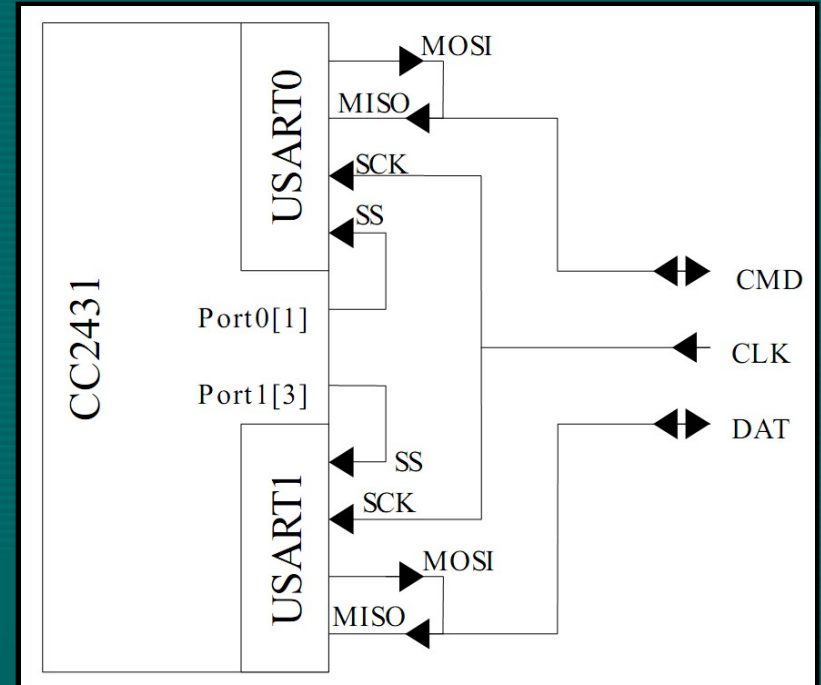 MOSI
USART0
MISO
SCK
SS
CMD
Port0[1]
CC2431
CLK
Port1[3]
DAT
SS
USART1
SCK
MOSI
MISO